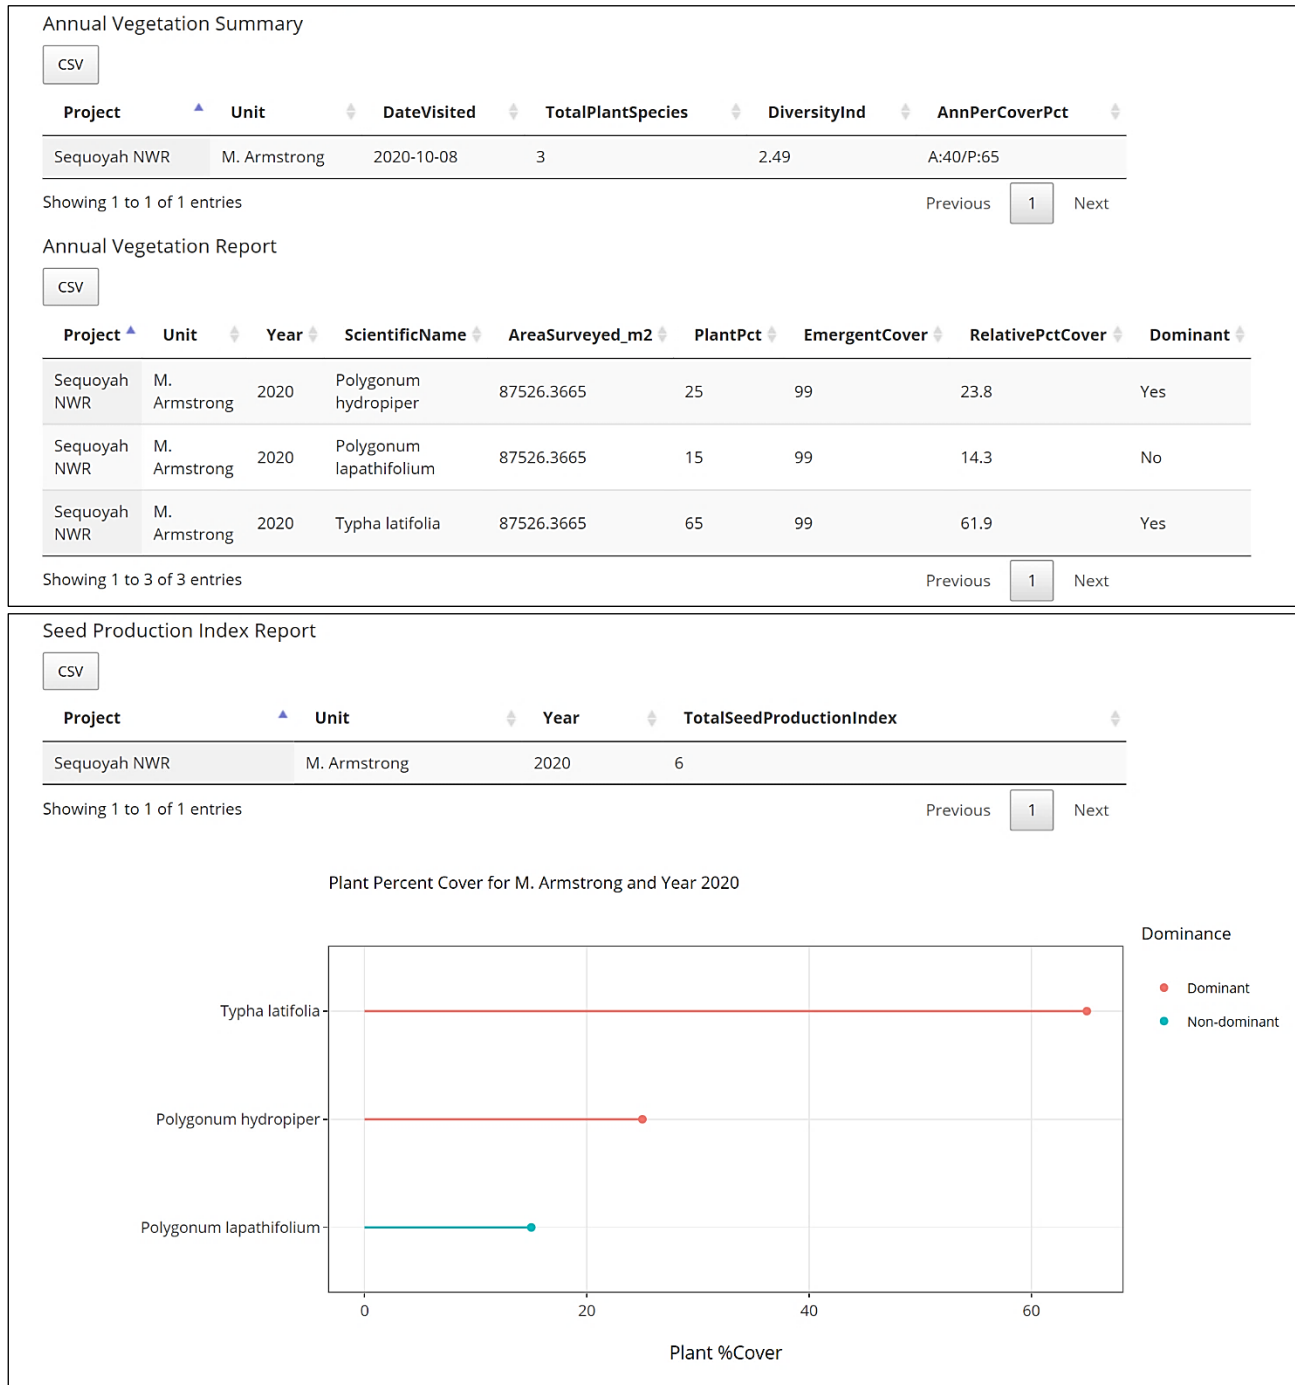 Annual Vegetation Summary
CSV
Project Unit DateVisited TotalPlantSpecies DiversityInd AnnPerCoverPct
Sequoyah NWR M. Armstrong 2020-10-08 3 2.49 A:40/P:65
Showing 1 to 1 of 1 entries Previous 1 Next
Annual Vegetation Report
CSV
Project Unit Year ScientificName AreaSurveyed_m2 PlantPct EmergentCover RelativePctCover Dominant
Sequoyah NWR M. Armstrong 2020 Polygonum hydropiper 87526.3665 25 99 23.8 Yes
Sequoyah NWR M. Armstrong 2020 Polygonum lapathifolium 87526.3665 15 99 14.3 No
Sequoyah NWR M. Armstrong 2020 Typha latifolia 87526.3665 65 99 61.9 Yes
Showing 1 to 3 of 3 entries Previous 1 Next
Seed Production Index Report
CSV
Project Unit Year TotalSeedProductionIndex
Sequoyah NWR M. Armstrong 2020 6
Showing 1 to 1 of 1 entries Previous 1 Next
Plant Percent Cover for M. Armstrong and Year 2020
Dominance
Dominant
Non-dominant
Typha latifolia
Polygonum hydropiper
Polygonum lapathifolium
0 20 40 60
Plant %Cover